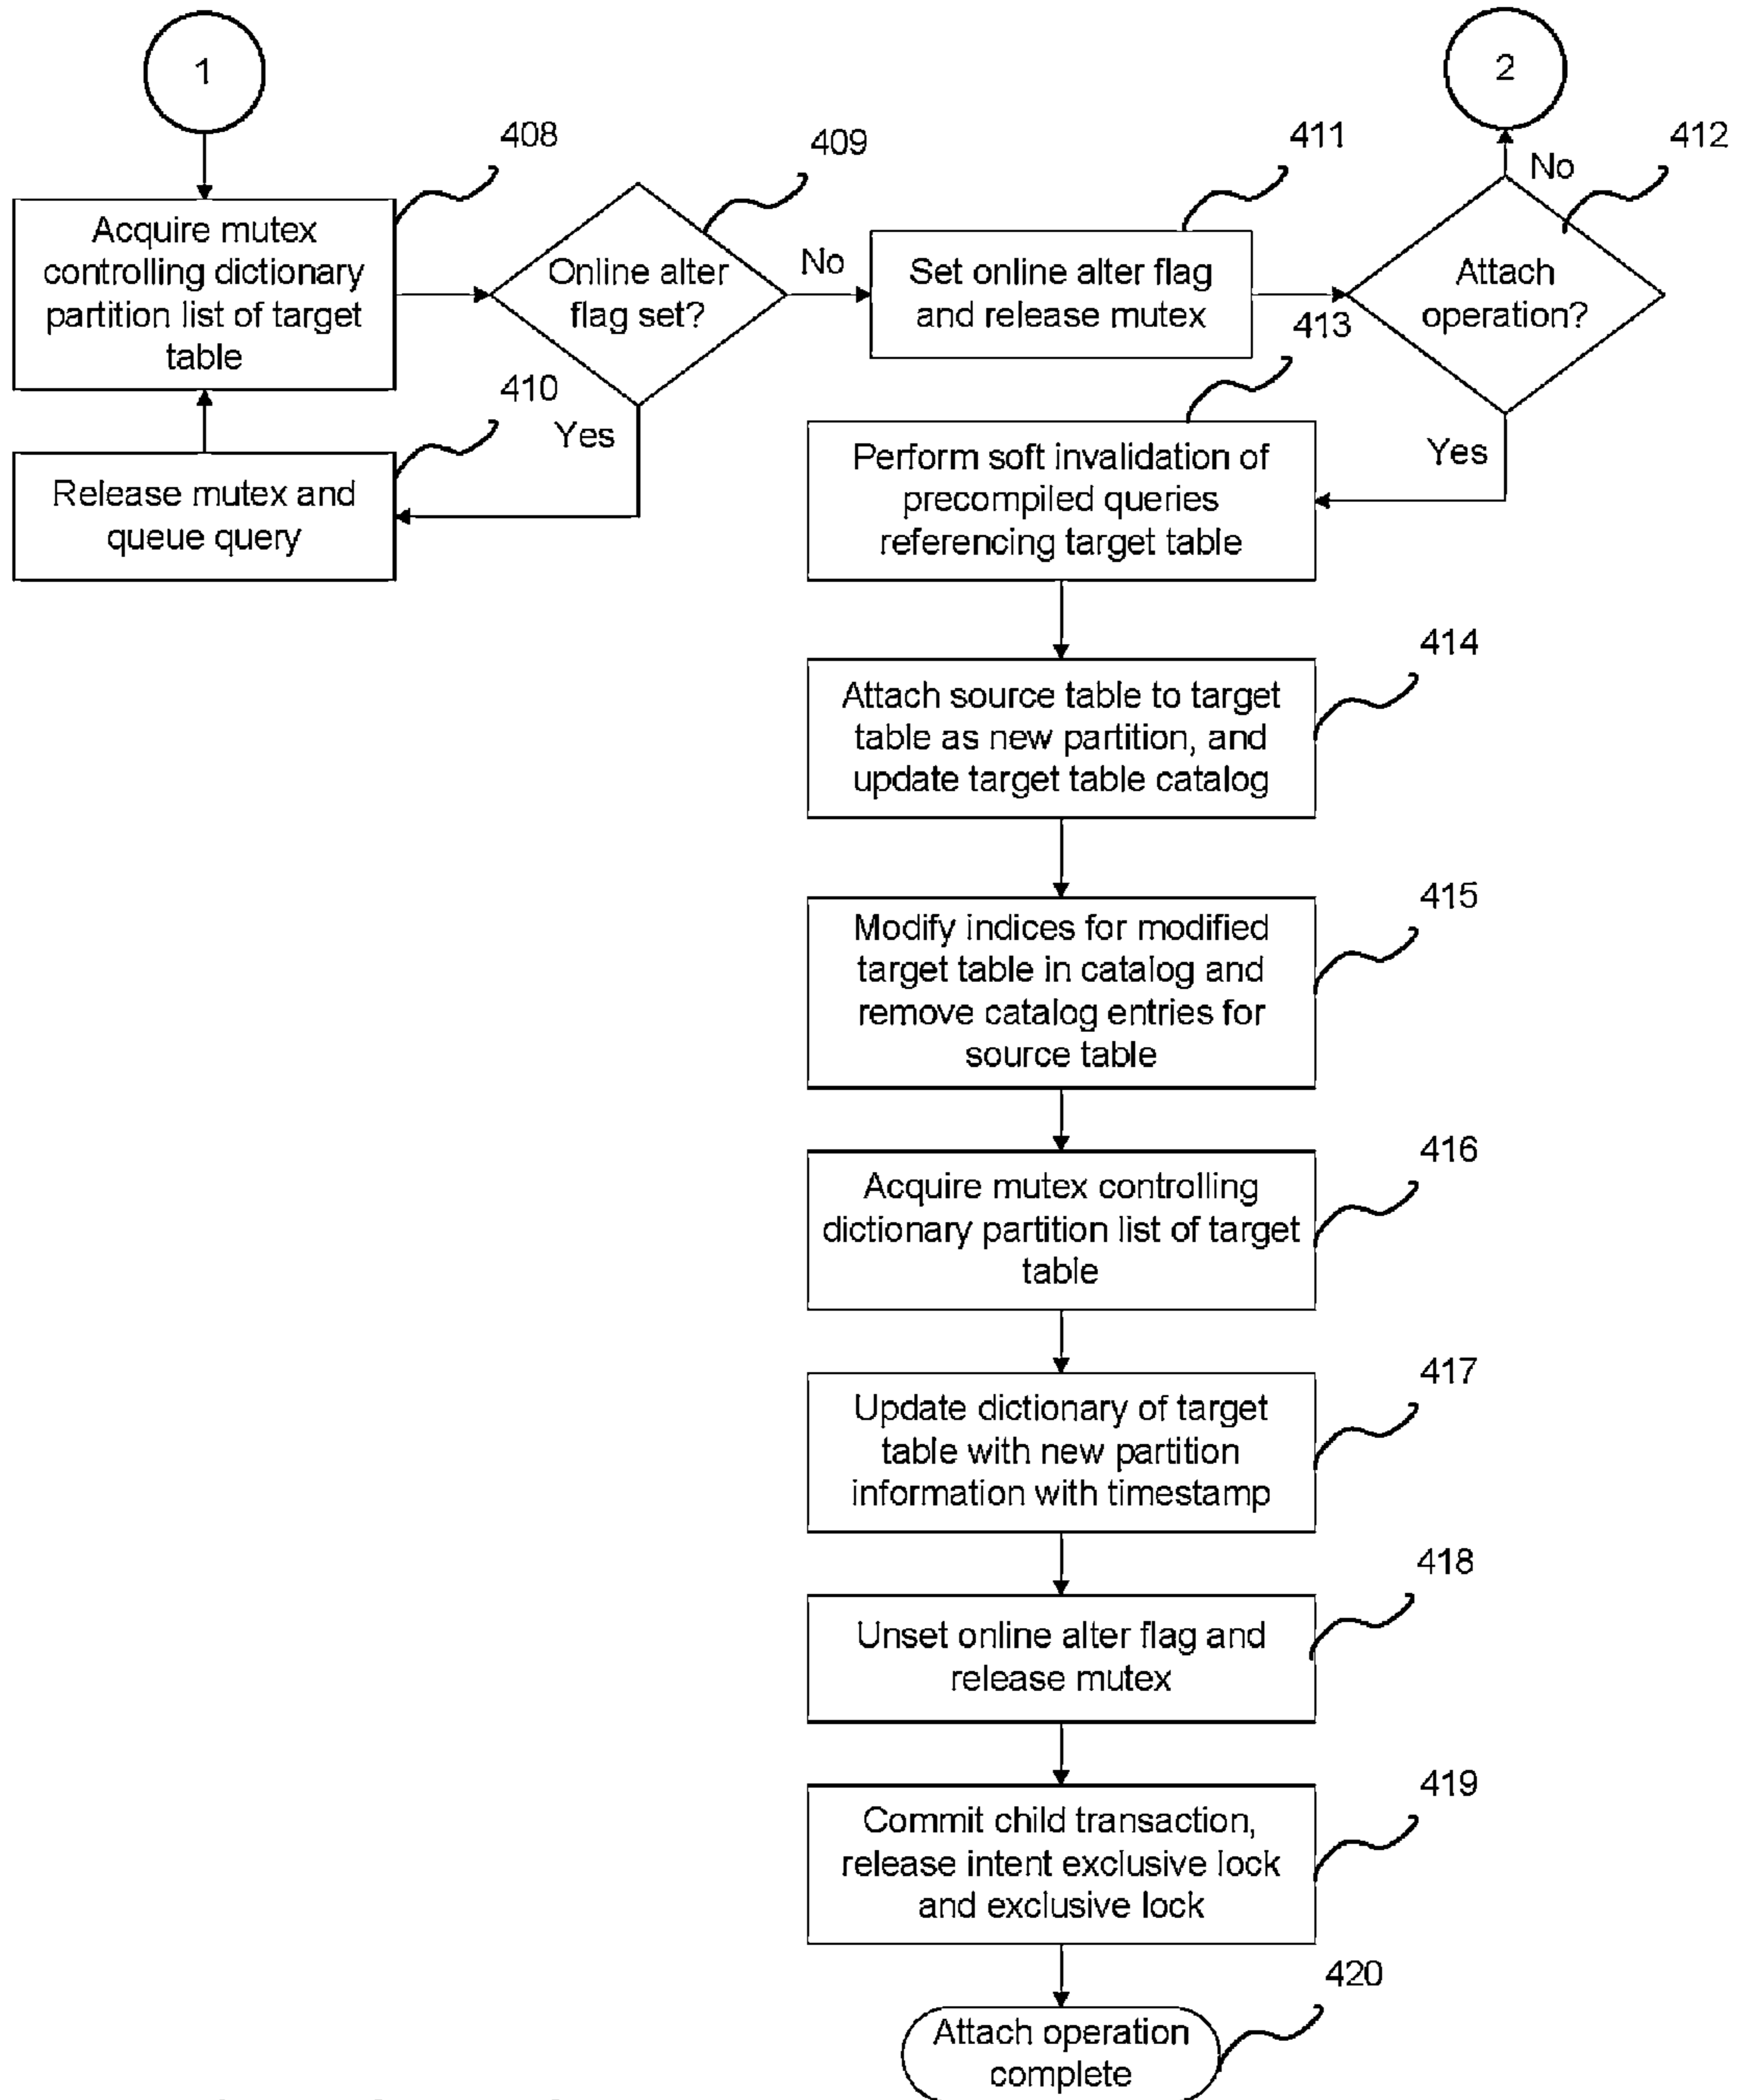 1
2
408
409
411
412
No
Acquire mutex
controlling dictionary
partition list of target
table
Online alter
flag set?
No
Set online alter flag
and release mutex
Attach
operation?
413
410
Yes
Yes
Release mutex and
queue query
Perform soft invalidation of
precompiled queries
referencing target table
414
Attach source table to target
table as new partition, and
update target table catalog
415
Modify indices for modified
target table in catalog and
remove catalog entries for
source table
416
Acquire mutex controlling
dictionary partition list of target
table
417
Update dictionary of target
table with new partition
information with timestamp
418
Unset online alter flag and
release mutex
419
Commit child transaction,
release intent exclusive lock
and exclusive lock
420
Attach operation
complete